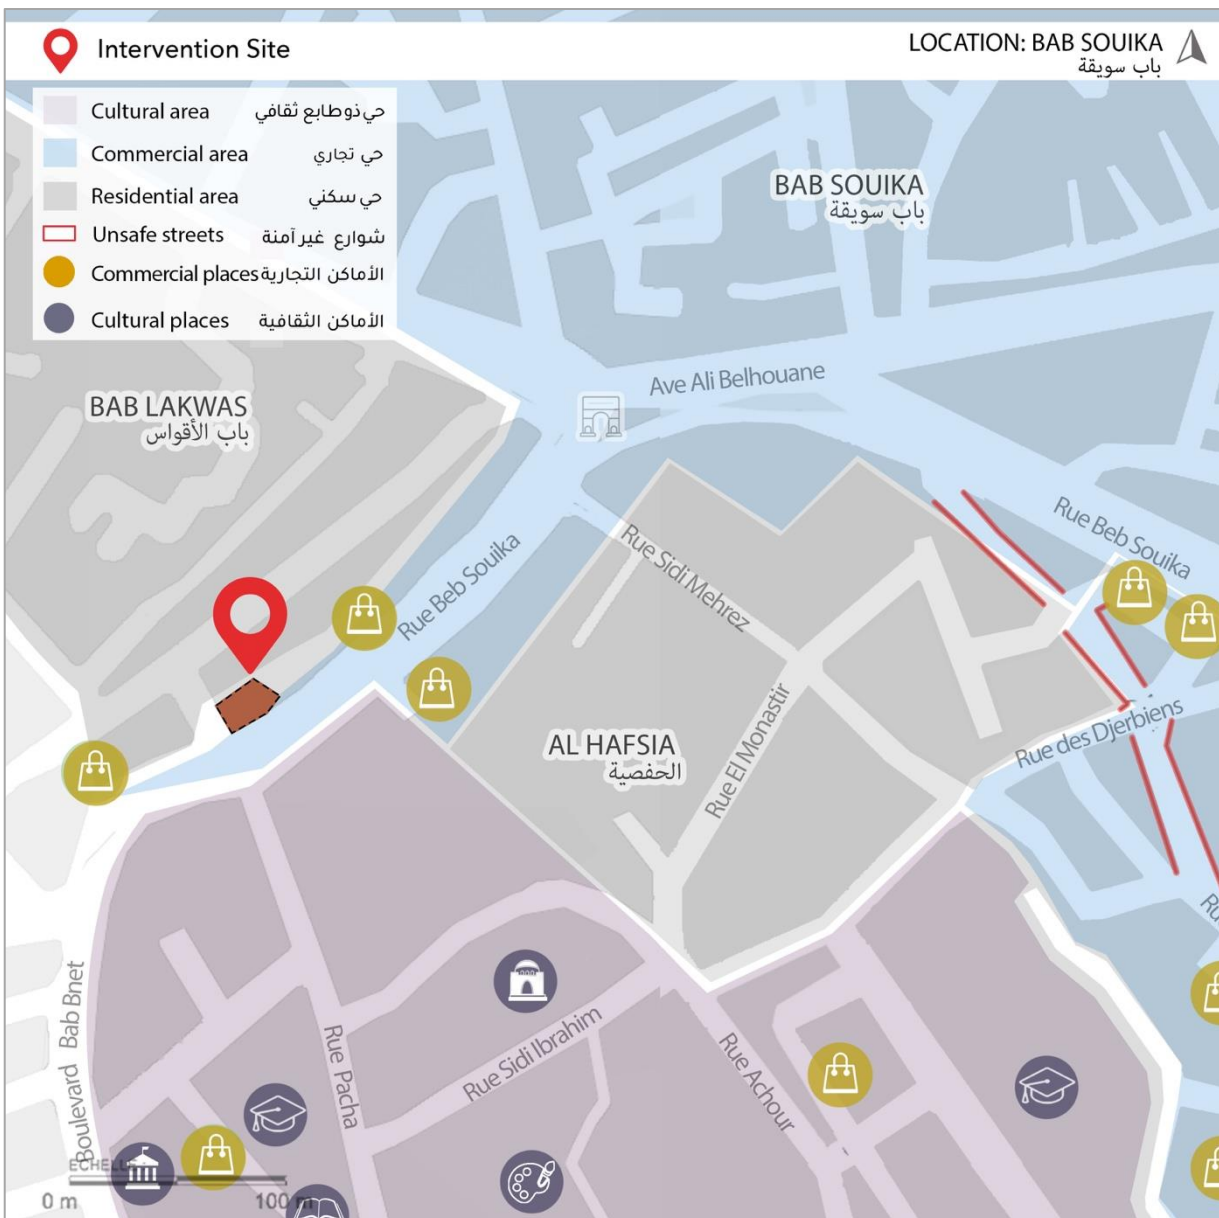 Intervention Site
LOCATION: BAB SOUIKA
باب سويقة
Cultural area حي ذو طابع ثقافي
Commercial area حي تجاري
Residential area حي سكني
Unsafe streets شوارع غير آمنة
Commercial places الأماكن التجارية
Cultural places الأماكن الثقافية
BAB SOUIKA
باب سويقة
Ave Ali Belhouane
BAB LAKWAS
باب الأقواس
Rue Beb Souika
Rue Beb Souika
Rue Sidi Mehrez
AL HAFSIA
الحفصية
Rue El Monastir
Rue des Djerbiens
Boulevard Bab Bnet
Rue Pacha
Rue Sidi Ibrahim
Rue Achour
ECHELLE
0 m 100 m